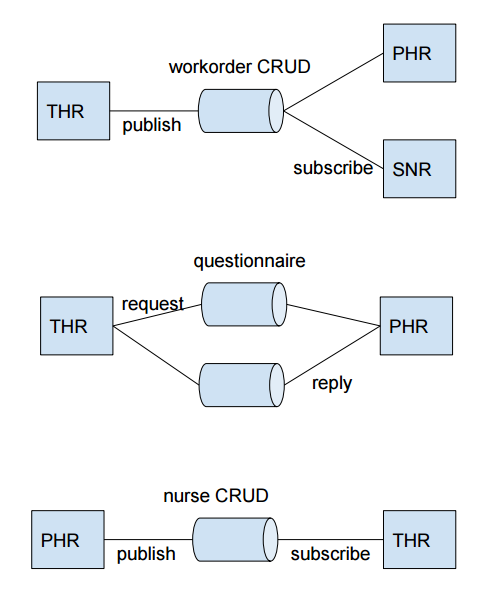 workorder CRUD
PHR
THR
publish
subscribe
SNR
questionnaire
request
THR
PHR
reply
nurse CRUD
PHR
publish
subscribe
THR